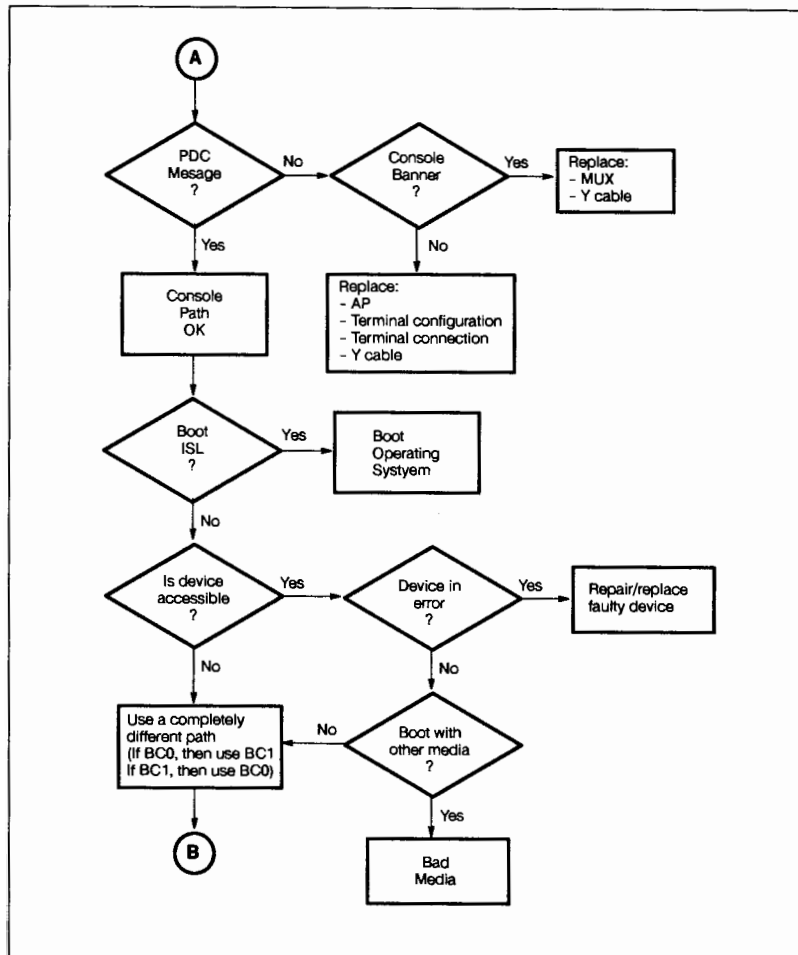 A
PDC
Mesage
?
No
Console
Banner
?
Yes
Replace:
- MUX
- Y cable
Yes
No
Console
Path
OK
Replace:
- AP
- Terminal configuration
- Terminal connection
- Y cable
Boot
ISL
?
Yes
Boot
Operating
Systyem
No
Is device
accessible
?
Yes
Device in
error
?
Yes
Repair/replace
faulty device
No
No
Use a completely
different path
(If BC0, then use BC1
If BC1, then use BC0)
No
Boot with
other media
?
Yes
B
Bad
Media